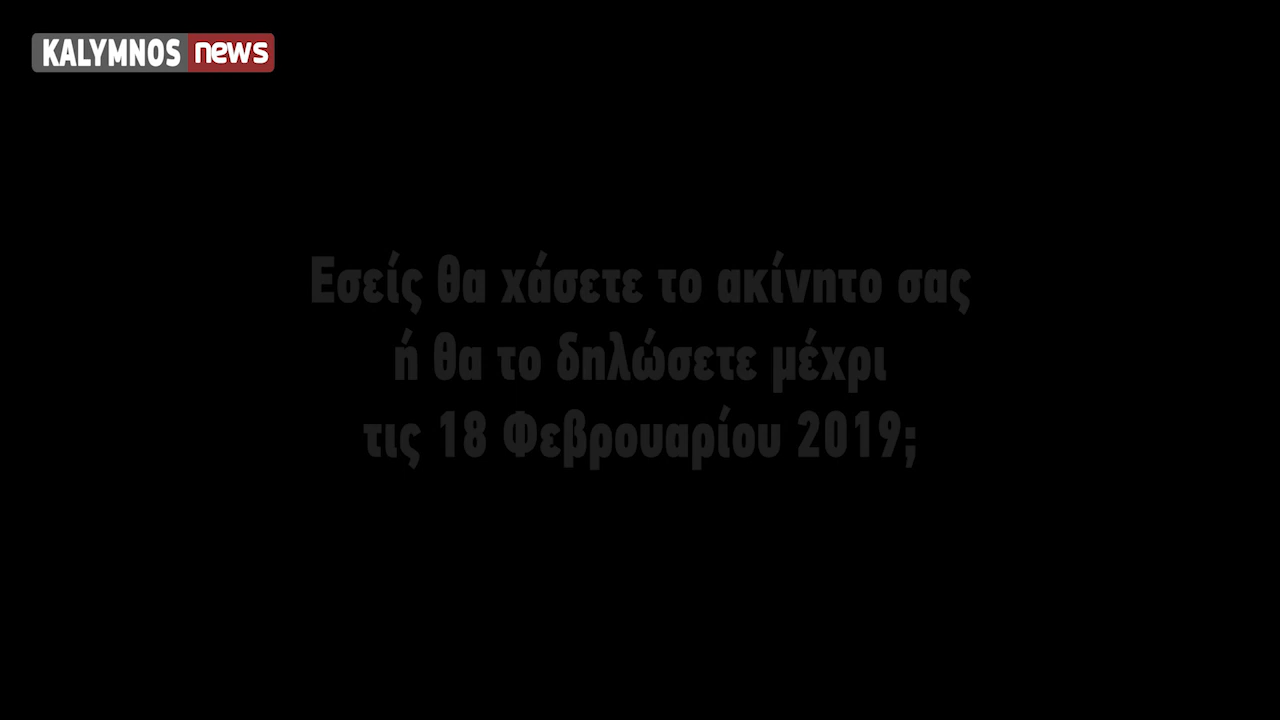 KALYMNOS news
Εσείς θα χάσετε το ακίνητο σας
ή θα το δηλώσετε μέχρι
τις 18 Φεβρουαρίου 2019;